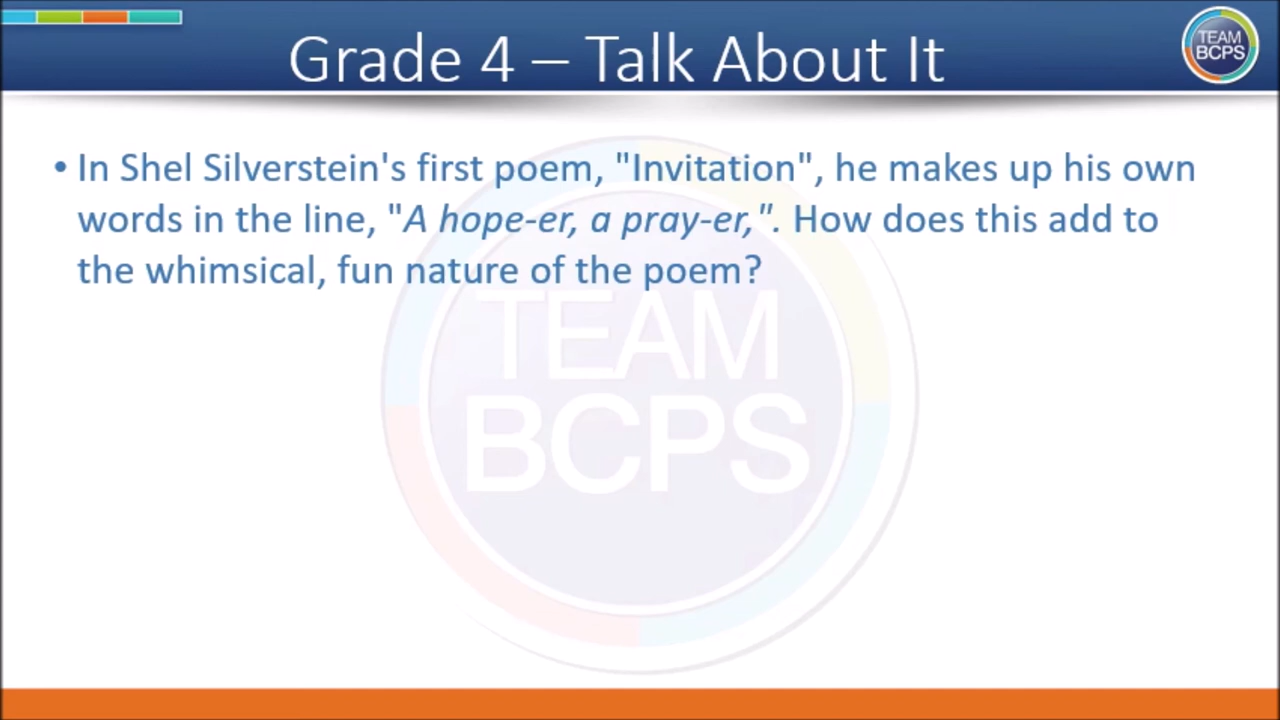 Grade 4 – Talk About It
TEAM
BCPS
• In Shel Silverstein's first poem, "Invitation", he makes up his own
words in the line, "A hope-er, a pray-er,". How does this add to
the whimsical, fun nature of the poem?
TEAM
BCPS